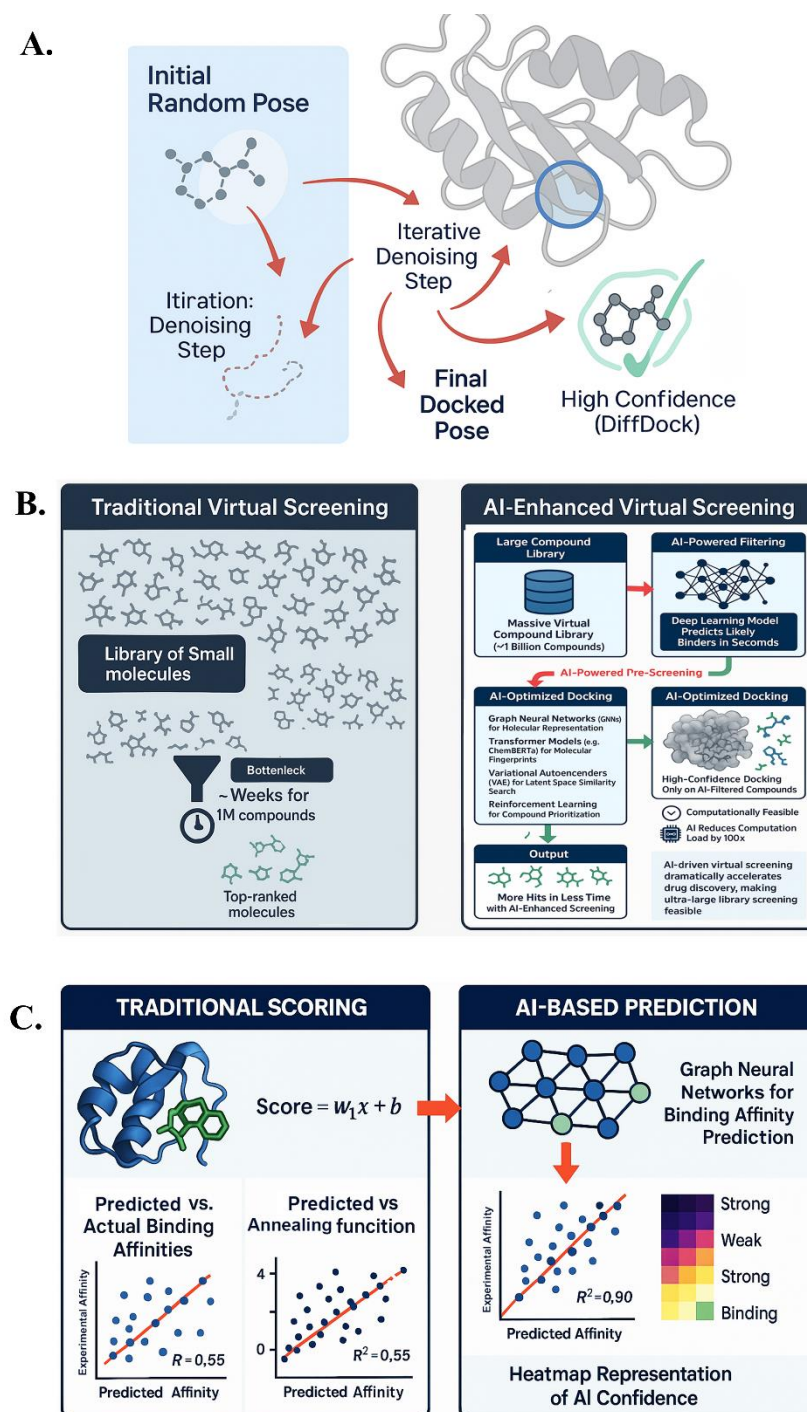 A.
Initial
Random Pose
Iterative
Denoising
Step
Itiration:
Denoising
Step
Final
Docked
Pose
High Confidence
(DiffDock)
B.
Traditional Virtual Screening
Library of Small
molecules
Bottenleck
~ Weeks for
1M compounds
Top-ranked
molecules
AI-Enhanced Virtual Screening
Large Compound
Library
Massive Virtual
Compound Library
(~1 Billion Compounds)
AI-Powered Filtering
Deep Learning Model
Predicts Likely
Binders in Seconds
AI-Powered Pre-Screening
AI-Optimized Docking
Graph Neural Networks (GNNs)
for Molecular Representation
Transformer Models (e.g.
ChemBERTa) for Molecular
Fingerprints
Variational Autoencenders
(VAE) for Latent Space Similarity
Search
Reinforcement Learning
for Compound Prioritization
AI-Optimized Docking
High-Confidence Docking
Only on AI-Filtered Compounds
Computationally Feasible
AI Reduces Computation
Load by 100x
Output
More Hits in Less Time
with AI-Enhanced Screening
AI-driven virtual screening
dramatically accelerates
drug discovery, making
ultra-large library screening
feasible
C.
TRADITIONAL SCORING
Score = w₁x + b
Predicted vs.
Actual Binding
Affinities
Experimental Affinity
R = 0,55
Predicted Affinity
Predicted vs
Annealing funcition
4
2
0
R² = 0,55
Predicted Affinity
AI-BASED PREDICTION
Graph Neural
Networks for
Binding Affinity
Prediction
Experimental Affinity
R² = 0,90
Predicted Affinity
Strong
Weak
Strong
Binding
Heatmap Representation
of AI Confidence